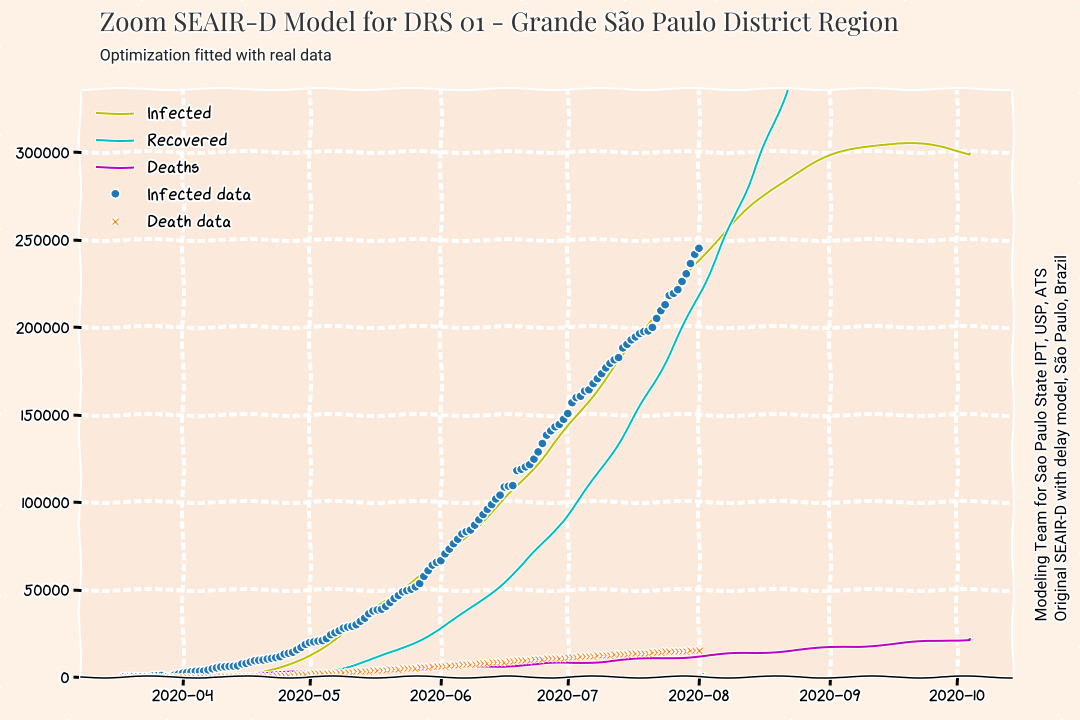 Zoom SEAIR-D Model for DRS 01 - Grande São Paulo District Region
Optimization fitted with real data
Infected
Recovered
Deaths
Infected data
Death data
300000
250000
200000
150000
100000
50000
0
2020-04
2020-05
2020-06
2020-07
2020-08
2020-09
2020-10
Modeling Team for Sao Paulo State IPT, USP, ATS
Original SEAIR-D with delay model, São Paulo, Brazil